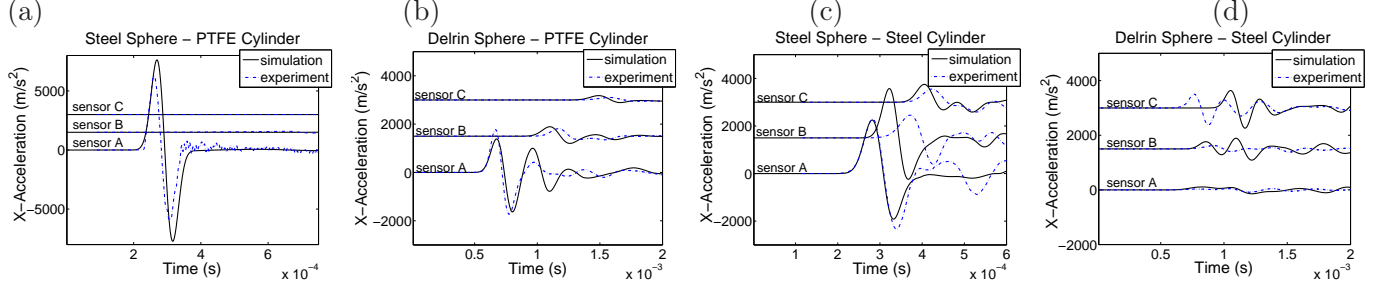 (a)
Steel Sphere − PTFE Cylinder
simulation
experiment
sensor C
sensor B
sensor A
X−Acceleration (m/s²)
5000
0
−5000
2
4
6
Time (s)
x 10⁻⁴
(b)
Delrin Sphere − PTFE Cylinder
simulation
experiment
sensor C
sensor B
sensor A
X−Acceleration (m/s²)
4000
2000
0
−2000
0.5
1
1.5
2
Time (s)
x 10⁻³
(c)
Steel Sphere − Steel Cylinder
simulation
experiment
sensor C
sensor B
sensor A
X−Acceleration (m/s²)
4000
2000
0
−2000
1
2
3
4
5
6
Time (s)
x 10⁻⁴
(d)
Delrin Sphere − Steel Cylinder
simulation
experiment
sensor C
sensor B
sensor A
X−Acceleration (m/s²)
6000
4000
2000
0
−2000
0.5
1
1.5
2
Time (s)
x 10⁻³